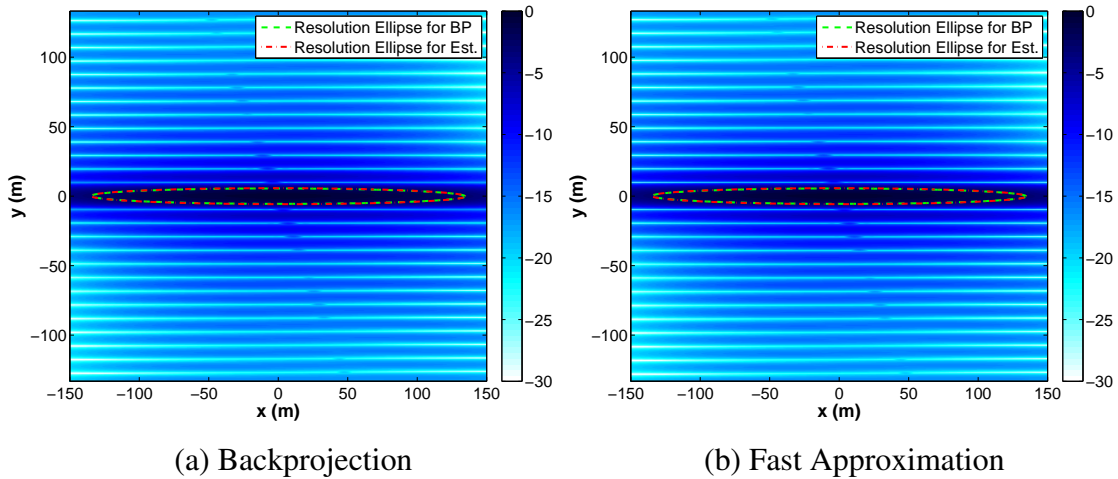 Resolution Ellipse for BP
Resolution Ellipse for Est.
100
50
0
−50
−100
y (m)
−150 −100 −50 0 50 100 150
x (m)
0
−5
−10
−15
−20
−25
−30
(a) Backprojection
Resolution Ellipse for BP
Resolution Ellipse for Est.
100
50
0
−50
−100
y (m)
−150 −100 −50 0 50 100 150
x (m)
0
−5
−10
−15
−20
−25
−30
(b) Fast Approximation